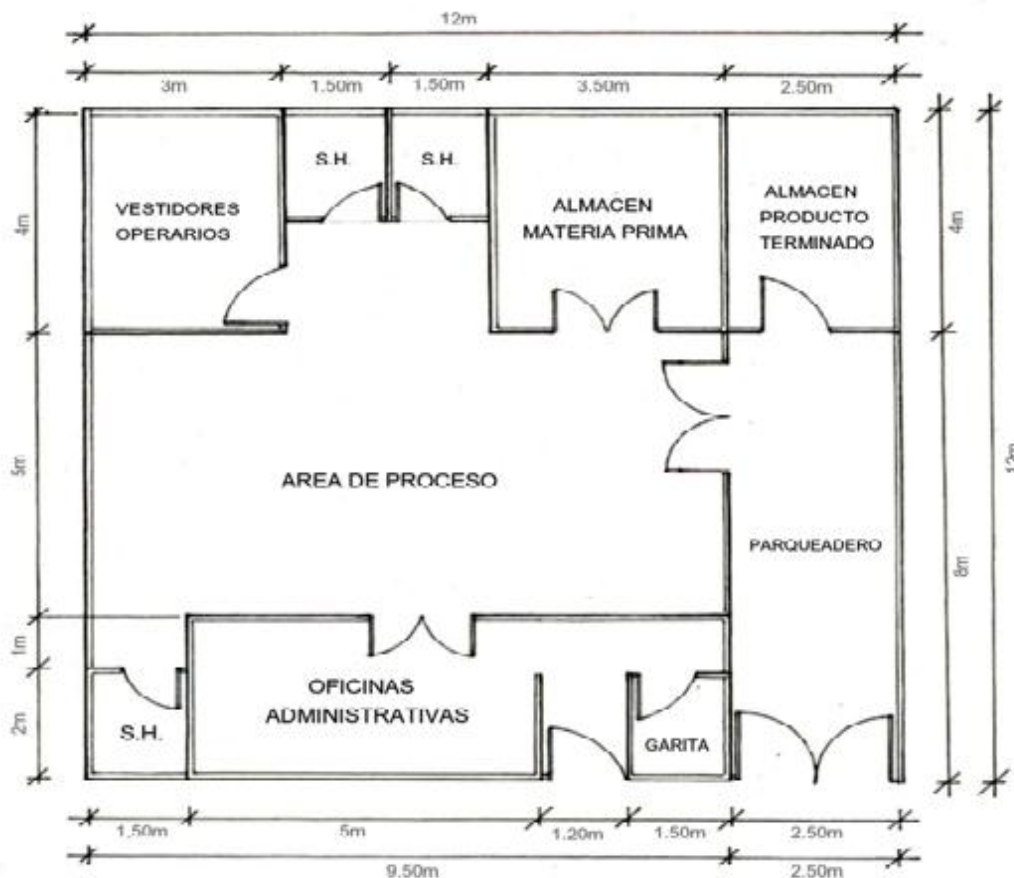 12m
3m
1.50m
1.50m
3.50m
2.50m
S.H.
S.H.
VESTIDORES
OPERARIOS
ALMACEN
MATERIA PRIMA
ALMACEN
PRODUCTO
TERMINADO
4m
4m
12m
AREA DE PROCESO
5m
PARQUEADERO
8m
1m
OFICINAS
ADMINISTRATIVAS
2m
S.H.
GARITA
1.50m
5m
1.20m
1.50m
2.50m
9.50m
2.50m